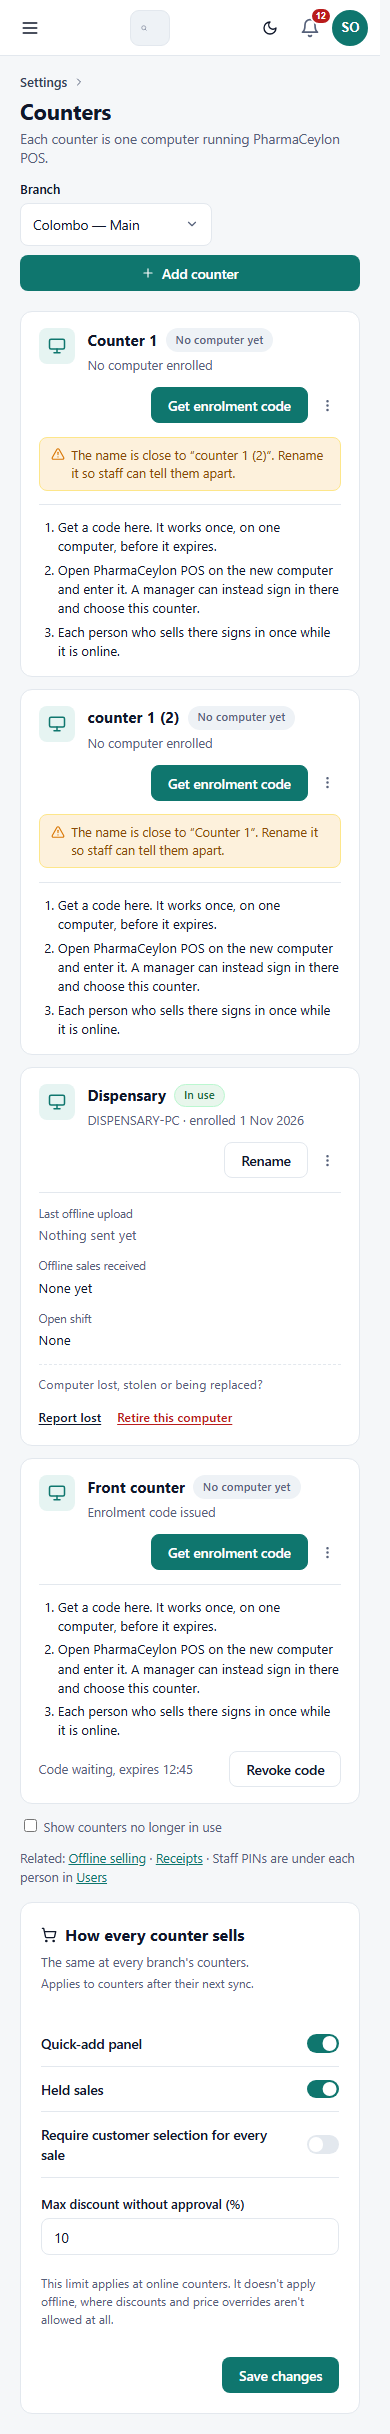 12
SO
Settings
Counters
Each counter is one computer running PharmaCeylon
POS.
Branch
Colombo — Main
+ Add counter
Counter 1 No computer yet
No computer enrolled
Get enrolment code
The name is close to “counter 1 (2)”. Rename
it so staff can tell them apart.
1. Get a code here. It works once, on one
computer, before it expires.
2. Open PharmaCeylon POS on the new computer
and enter it. A manager can instead sign in there
and choose this counter.
3. Each person who sells there signs in once while
it is online.
counter 1 (2) No computer yet
No computer enrolled
Get enrolment code
The name is close to “Counter 1”. Rename it
so staff can tell them apart.
1. Get a code here. It works once, on one
computer, before it expires.
2. Open PharmaCeylon POS on the new computer
and enter it. A manager can instead sign in there
and choose this counter.
3. Each person who sells there signs in once while
it is online.
Dispensary In use
DISPENSARY-PC · enrolled 1 Nov 2026
Rename
Last offline upload
Nothing sent yet
Offline sales received
None yet
Open shift
None
Computer lost, stolen or being replaced?
Report lost Retire this computer
Front counter No computer yet
Enrolment code issued
Get enrolment code
1. Get a code here. It works once, on one
computer, before it expires.
2. Open PharmaCeylon POS on the new computer
and enter it. A manager can instead sign in there
and choose this counter.
3. Each person who sells there signs in once while
it is online.
Code waiting, expires 12:45 Revoke code
Show counters no longer in use
Related: Offline selling · Receipts · Staff PINs are under each
person in Users
How every counter sells
The same at every branch's counters.
Applies to counters after their next sync.
Quick-add panel
Held sales
Require customer selection for every
sale
Max discount without approval (%)
10
This limit applies at online counters. It doesn't apply
offline, where discounts and price overrides aren't
allowed at all.
Save changes